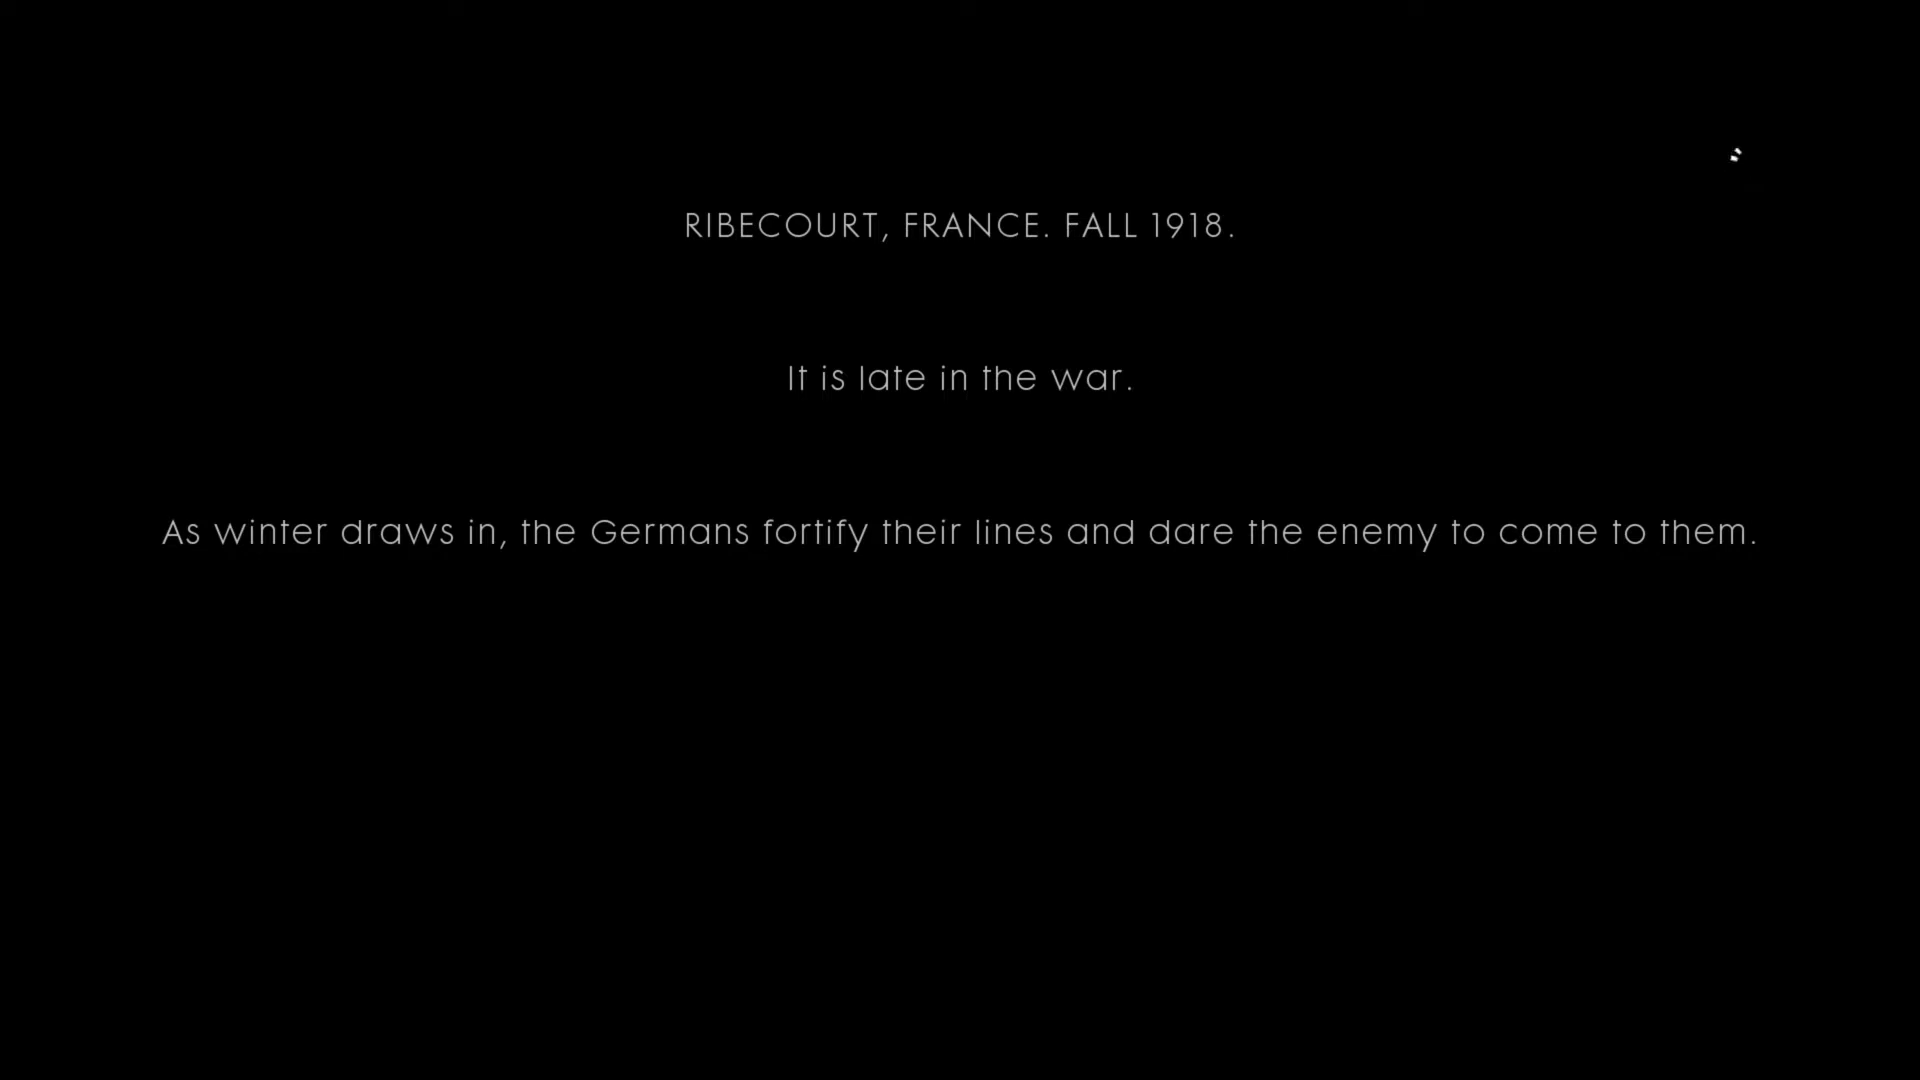 RIBECOURT, FRANCE. FALL 1918.
It is late in the war.
As winter draws in, the Germans fortify their lines and dare the enemy to come to them.